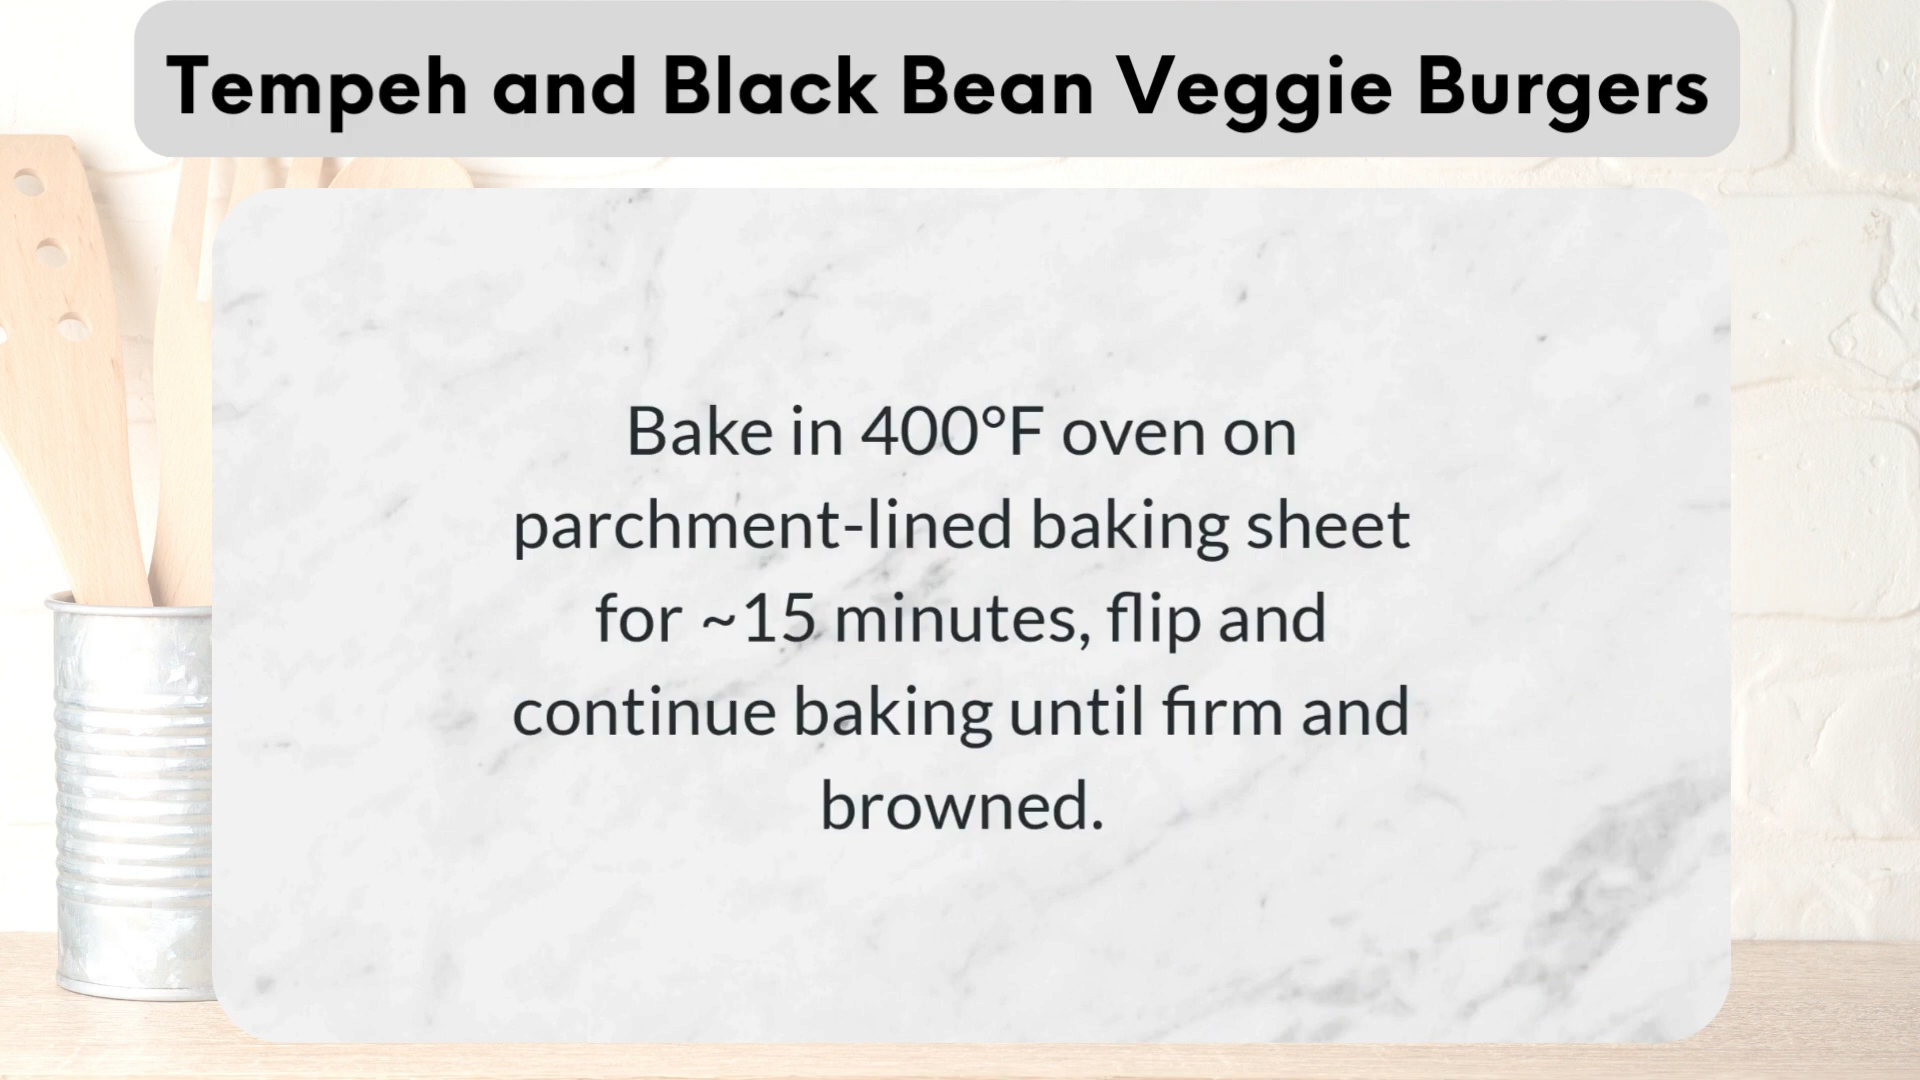 Tempeh and Black Bean Veggie Burgers
Bake in 400°F oven on
parchment-lined baking sheet
for ~15 minutes, flip and
continue baking until firm and
browned.